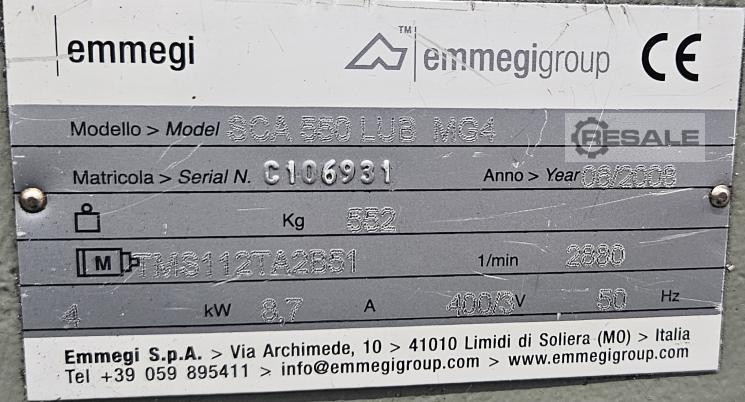 emmegi
™ emmegigroup CE
Modello > Model SCA 550 LUB MG4
RESALE
Matricola > Serial N. C106931 Anno > Year 08/2008
Kg 552
M TMS112TA2B51 1/min 2880
4 kW 8,7 A 400/3 V 50 Hz
Emmegi S.p.A. > Via Archimede, 10 > 41010 Limidi di Soliera (MO) > Italia
Tel +39 059 895411 > info@emmegigroup.com > www.emmegigroup.com